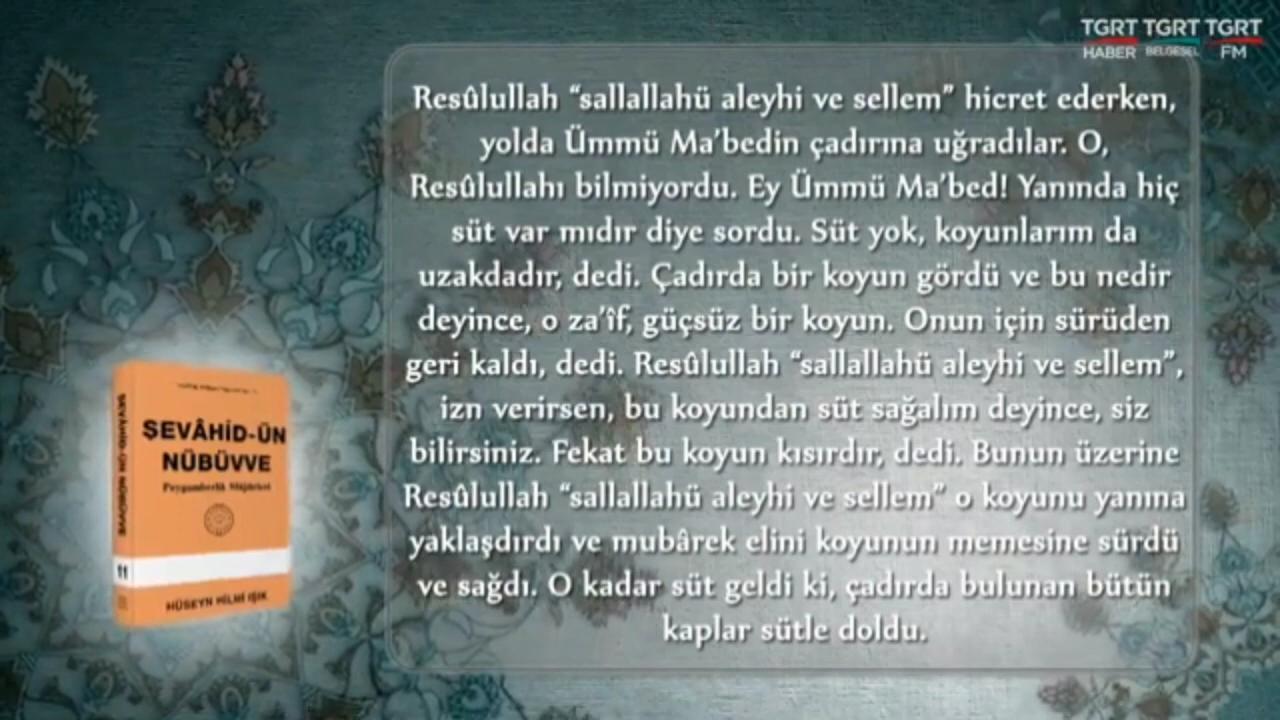 TGRT TGRT TGRT
HABER BELGESEL FM
Resûlullah “sallallahü aleyhi ve sellem” hicret ederken,
yolda Ümmü Ma’bedin çadırına uğradılar. O,
Resûlullahı bilmiyordu. Ey Ümmü Ma’bed! Yanında hiç
süt var mıdır diye sordu. Süt yok, koyunlarım da
uzakdadır, dedi. Çadırda bir koyun gördü ve bu nedir
deyince, o za’îf, güçsüz bir koyun. Onun için sürüden
geri kaldı, dedi. Resûlullah “sallallahü aleyhi ve sellem”,
izn verirsen, bu koyundan süt sağalım deyince, siz
bilirsiniz. Fekat bu koyun kısırdır, dedi. Bunun üzerine
Resûlullah “sallallahü aleyhi ve sellem” o koyunu yanına
yaklaşdırdı ve mubârek elini koyunun memesine sürdü
ve sağdı. O kadar süt geldi ki, çadırda bulunan bütün
kaplar sütle doldu.
ŞEVÂHİD-ÜN
NÜBÜVVE
Peygamberlik Müjdeleri
HÜSEYN HİLMİ IŞIK
ŞEVÂHİD-ÜN NÜBÜVVE
11